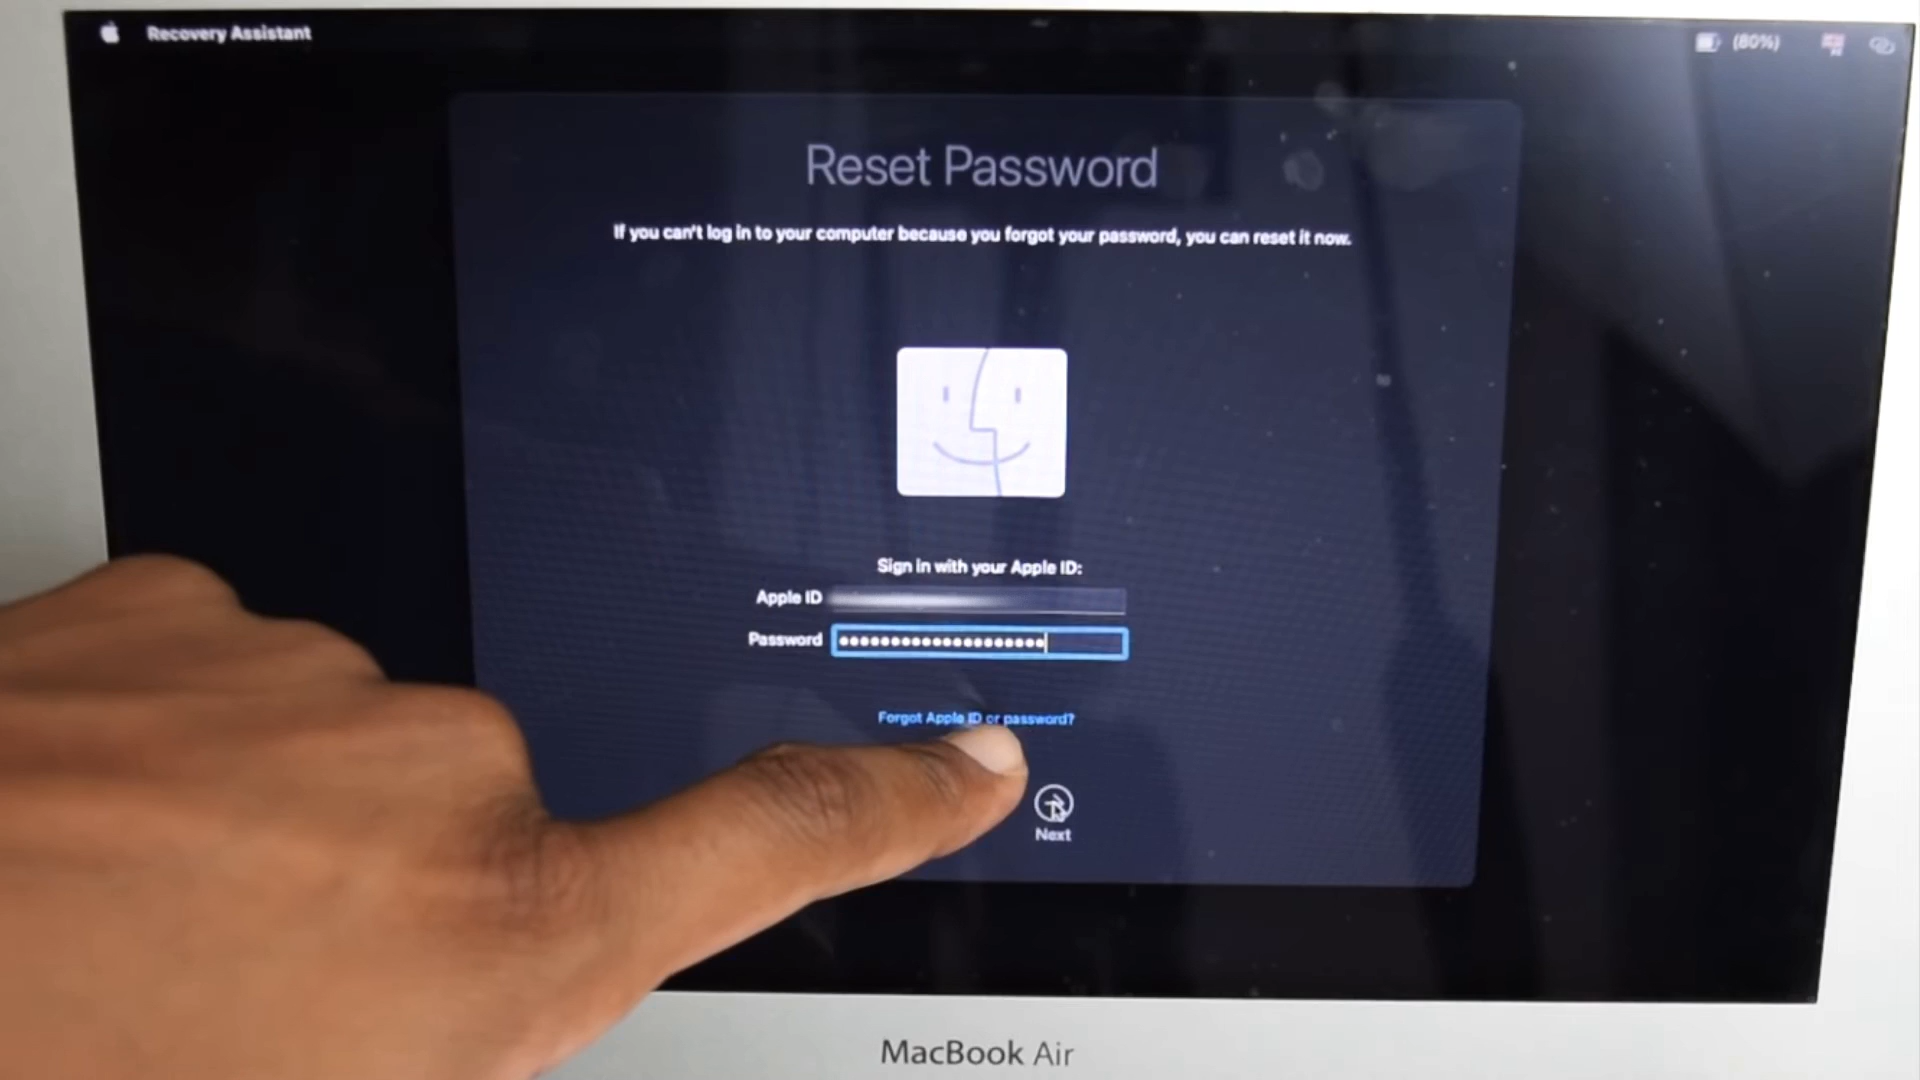 Recovery Assistant
(80%)
Reset Password
If you can't log in to your computer because you forgot your password, you can reset it now.
Sign in with your Apple ID:
Apple ID
Password ••••••••••••••••••••
Forgot Apple ID or password?
Next
MacBook Air